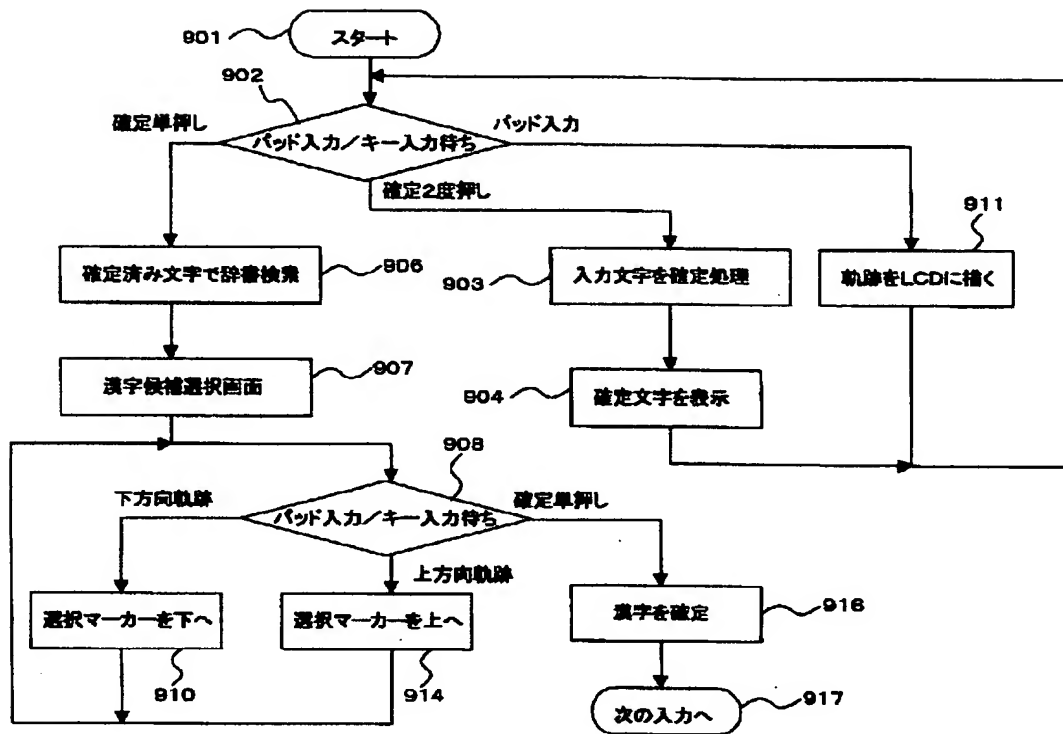 901
スタート
902
確定単押し
パッド入力／キー入力待ち
パッド入力
確定2度押し
911
確定済み文字で辞書検索
906
903
入力文字を確定処理
軌跡をLCDに描く
漢字候補選択画面
907
904
確定文字を表示
908
下方向軌跡
パッド入力／キー入力待ち
確定単押し
上方向軌跡
選択マーカーを下へ
選択マーカーを上へ
漢字を確定
916
910
914
次の入力へ
917